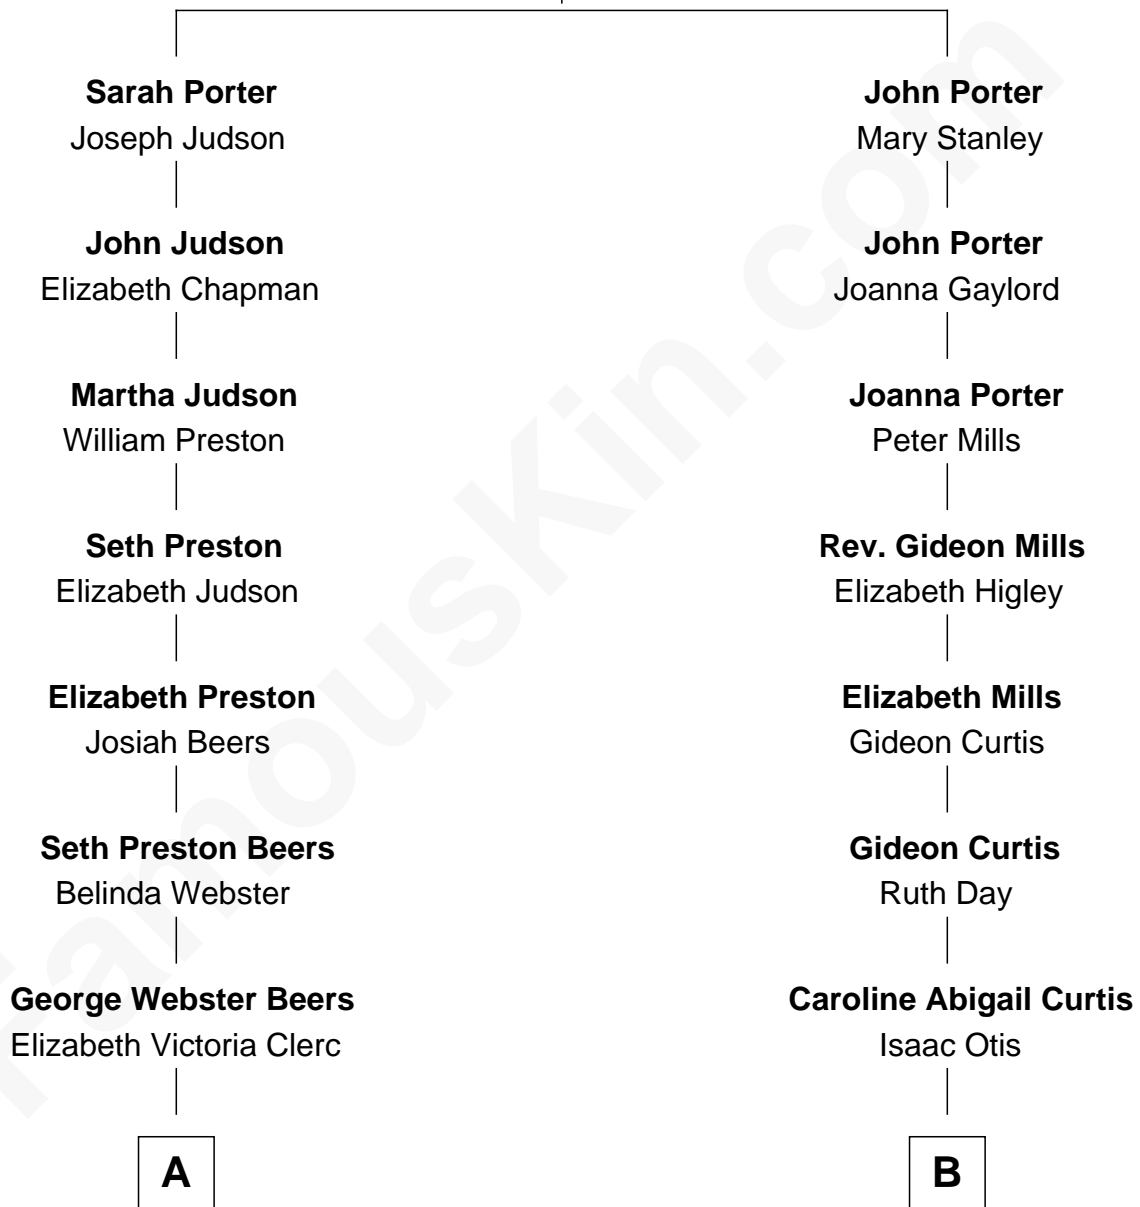 Sarah Porter
Joseph Judson
John Judson
Elizabeth Chapman
Martha Judson
William Preston
Seth Preston
Elizabeth Judson
Elizabeth Preston
Josiah Beers
Seth Preston Beers
Belinda Webster
George Webster Beers
Elizabeth Victoria Clerc
A
John Porter
Mary Stanley
John Porter
Joanna Gaylord
Joanna Porter
Peter Mills
Rev. Gideon Mills
Elizabeth Higley
Elizabeth Mills
Gideon Curtis
Gideon Curtis
Ruth Day
Caroline Abigail Curtis
Isaac Otis
B
FamousKin.com